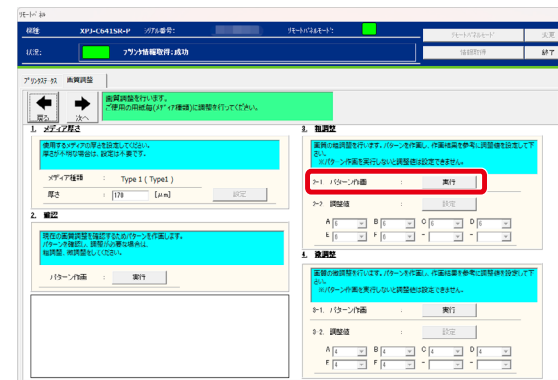 リモートパネル
機種 XPJ-C641SR-P シリアル番号: リモートパネルモード:
リモートパネルモード 変更
状況: プリント情報取得:成功
情報取得 終了
プリンタステータス 画質調整
戻る 次へ
画質調整を行います。
ご使用の用紙毎(メディア種類)に調整を行ってください。
1. メディア厚さ
使用するメディアの厚さを設定してください。
厚さが不明な場合は、設定は不要です。
メディア種類 : Type 1 ( Type1 )
厚さ : 170 [μm] 設定
2. 確認
現在の画質調整を確認するためパターンを作画します。
パターンを確認し、調整が必要な場合は、
粗調整、微調整をしてください。
パターン作画 : 実行
3. 粗調整
画質の粗調整を行います。パターンを作画し、作画結果を参考に調整値を設定して下さい。
※パターン作画を実行しないと調整値は設定できません。
2-1. パターン作画 : 実行
2-2. 調整値 : 設定
A 6 B 6 C 6 D 6
E 6 F 6 - -
4. 微調整
画質の微調整を行います。パターンを作画し、作画結果を参考に調整値を設定して下さい。
※パターン作画を実行しないと調整値は設定できません。
3-1. パターン作画 : 実行
3-2. 調整値 : 設定
A 4 B 4 C 4 D 4
E 4 F 4 - -